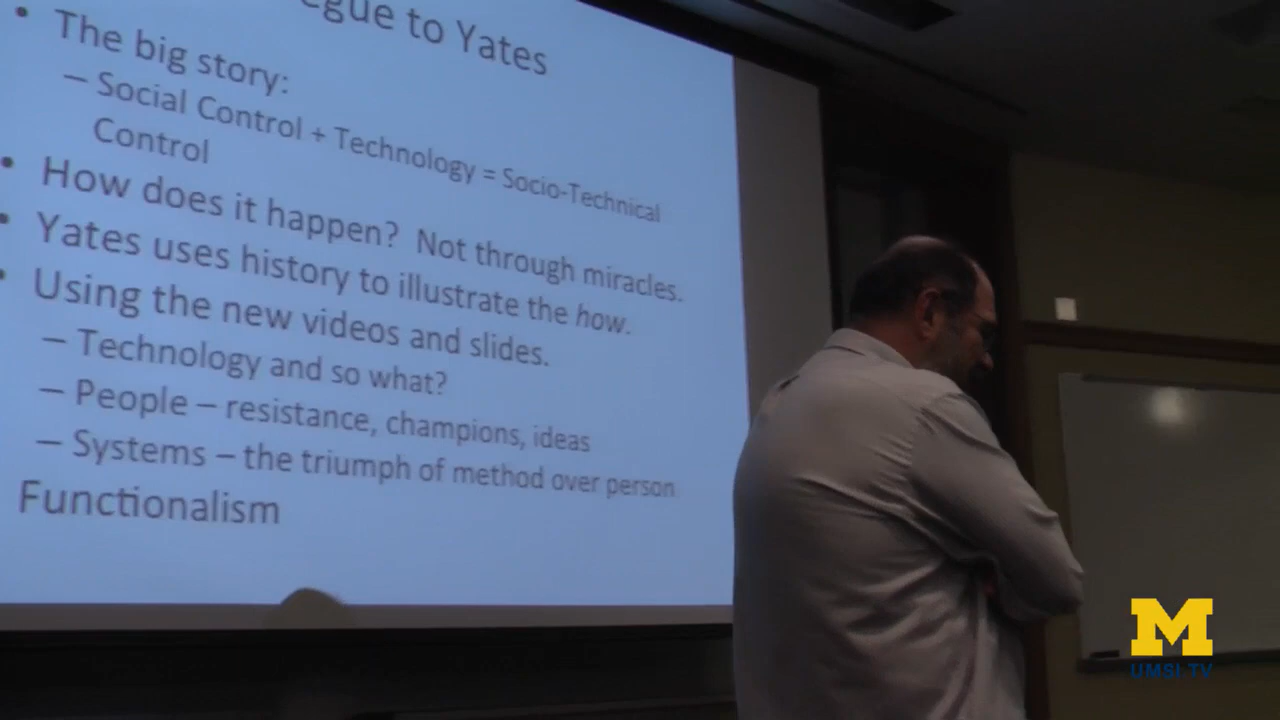 egue to Yates
• The big story:
– Social Control + Technology = Socio-Technical
Control
• How does it happen? Not through miracles.
• Yates uses history to illustrate the how.
• Using the new videos and slides.
– Technology and so what?
– People – resistance, champions, ideas
– Systems – the triumph of method over person
Functionalism
M
UMSI-TV